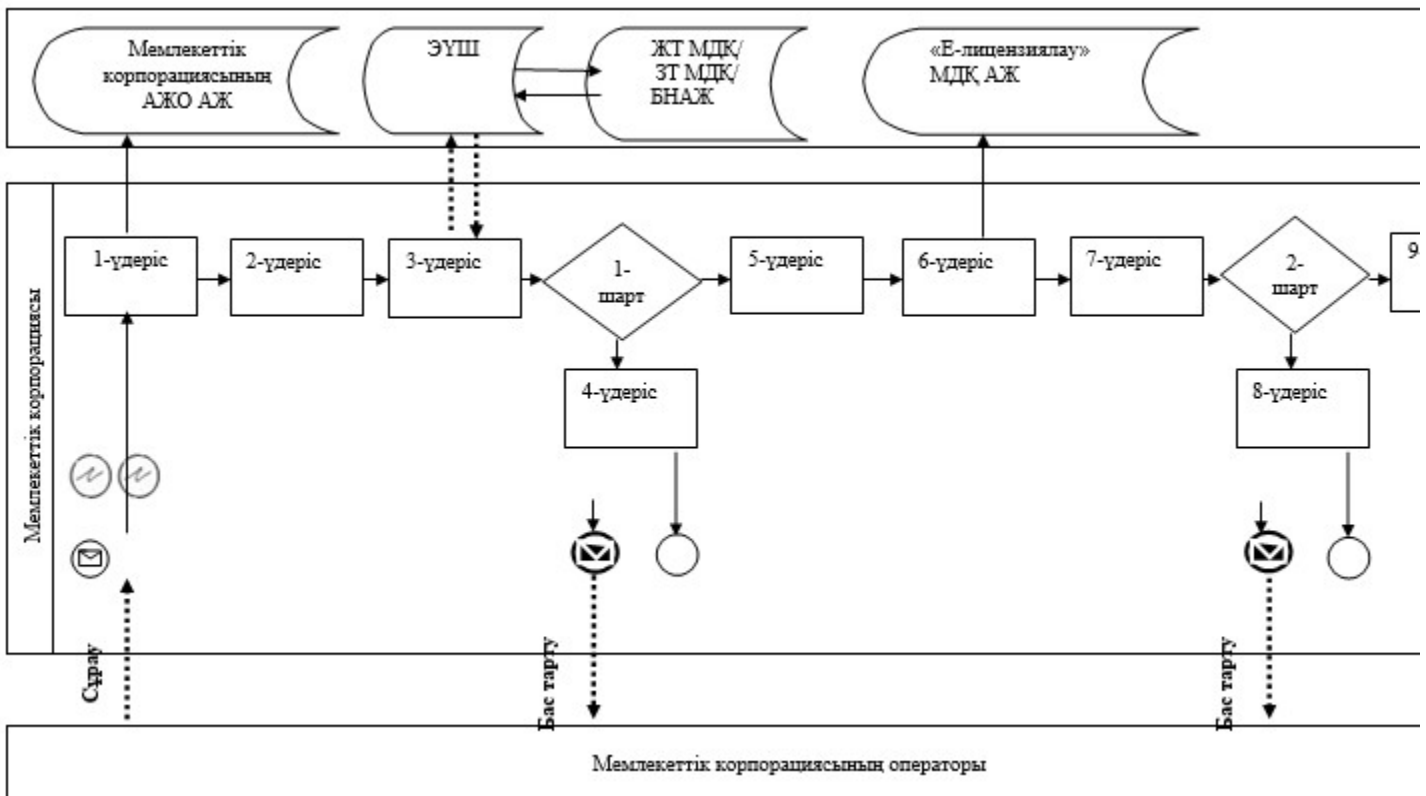 Мемлекеттік
корпорациясының
АЖО АЖ
ЭҮШ
ЖТ МДҚ/
ЗТ МДҚ/
БНАЖ
«Е-лицензиялау»
МДҚ АЖ
Мемлекеттік корпорациясы
1-үдеріс
2-үдеріс
3-үдеріс
1-
шарт
5-үдеріс
6-үдеріс
7-үдеріс
2-
шарт
9-
4-үдеріс
8-үдеріс
Сұрау
Бас тарту
Бас тарту
Мемлекеттік корпорациясының операторы